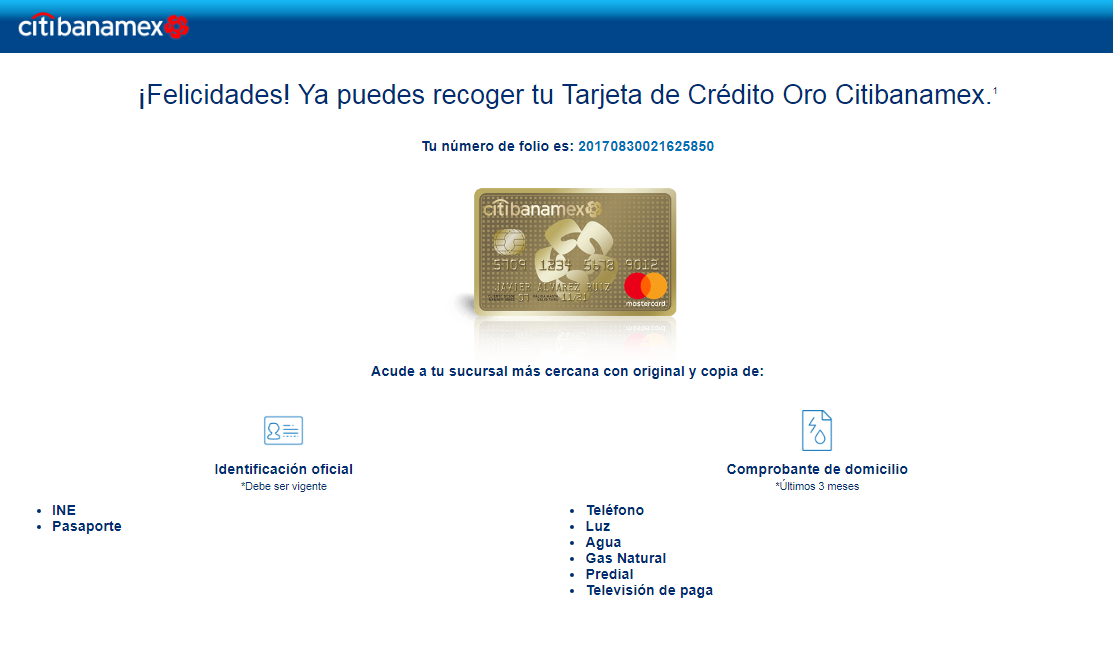 citibanamex
¡Felicidades! Ya puedes recoger tu Tarjeta de Crédito Oro Citibanamex.¹
Tu número de folio es: 20170830021625850
citibanamex
5709 1234 5678 9012
JAVIER ALVAREZ RUIZ
07 11/21
mastercard
Acude a tu sucursal más cercana con original y copia de:
Identificación oficial
*Debe ser vigente
• INE
• Pasaporte
Comprobante de domicilio
*Últimos 3 meses
• Teléfono
• Luz
• Agua
• Gas Natural
• Predial
• Televisión de paga